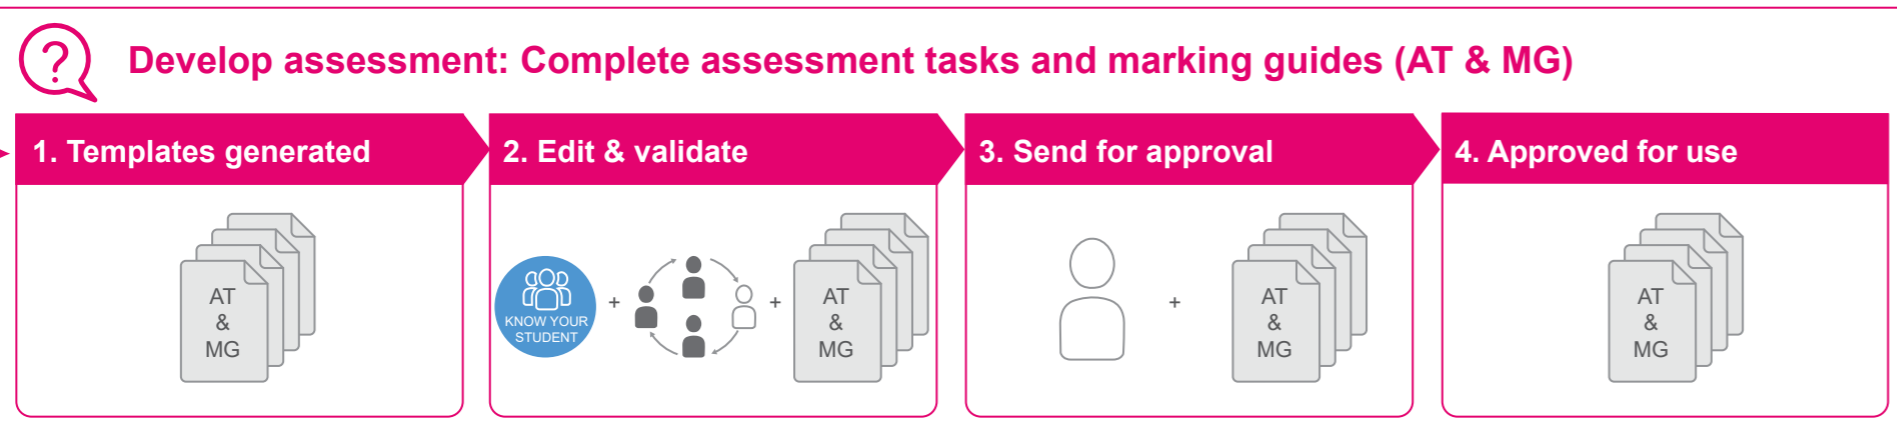 ?
Develop assessment: Complete assessment tasks and marking guides (AT & MG)
1. Templates generated
2. Edit & validate
3. Send for approval
4. Approved for use
AT
&
MG
KNOW YOUR
STUDENT
+
+
AT
&
MG
+
AT
&
MG
AT
&
MG